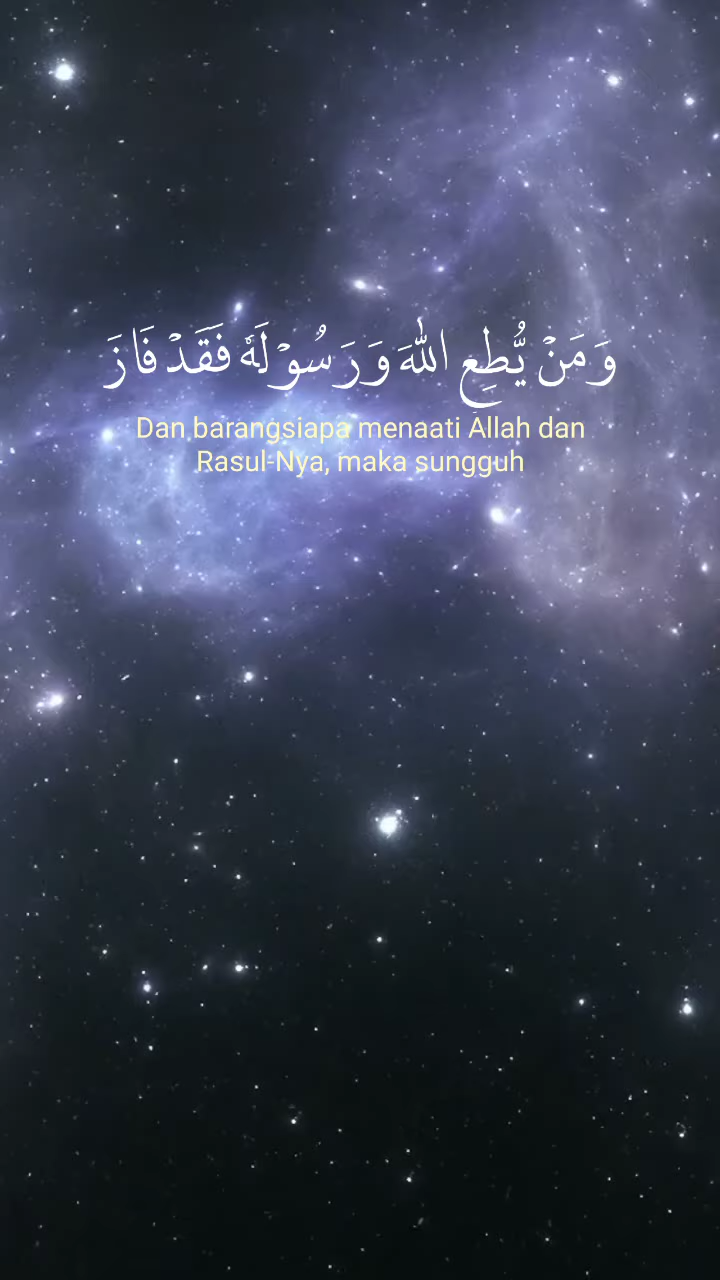 وَمَنْ يُّطِعِ اللّٰهَ وَرَسُوْلَهٗ فَقَدْ فَازَ
Dan barangsiapa menaati Allah dan
Rasul-Nya, maka sungguh